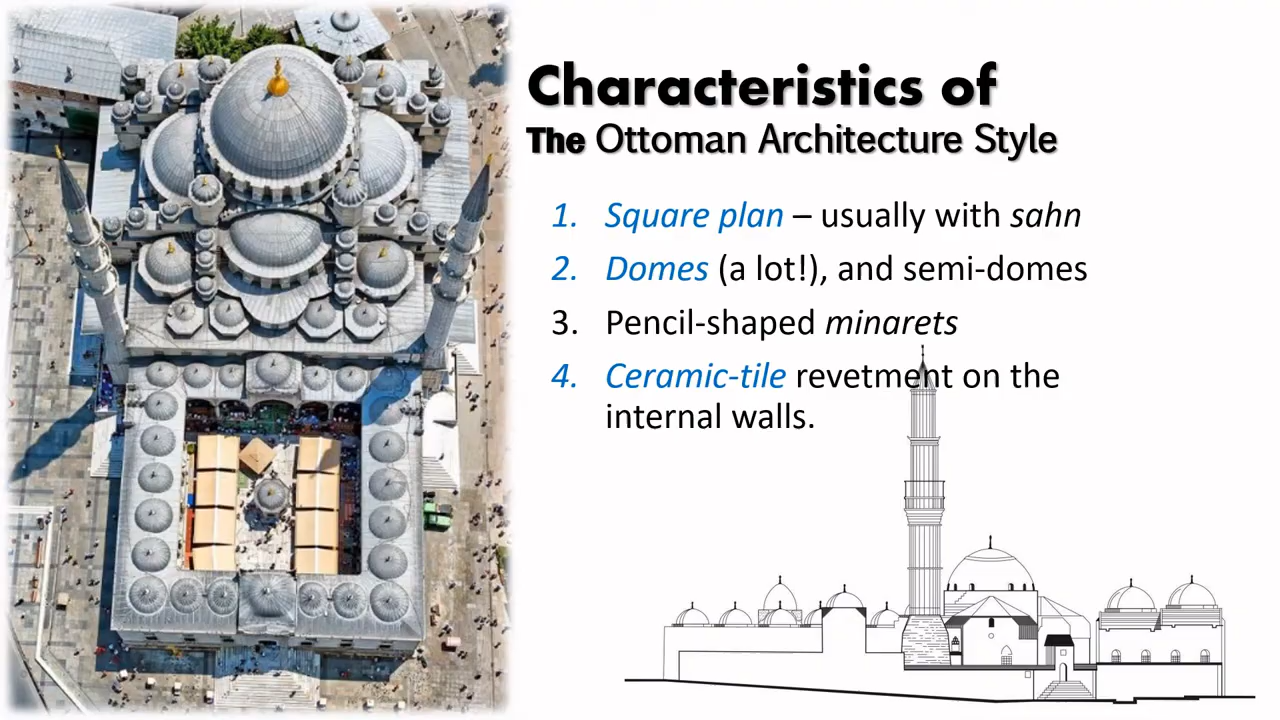 Characteristics of
The Ottoman Architecture Style
1. Square plan – usually with sahn
2. Domes (a lot!), and semi-domes
3. Pencil-shaped minarets
4. Ceramic-tile revetment on the
internal walls.